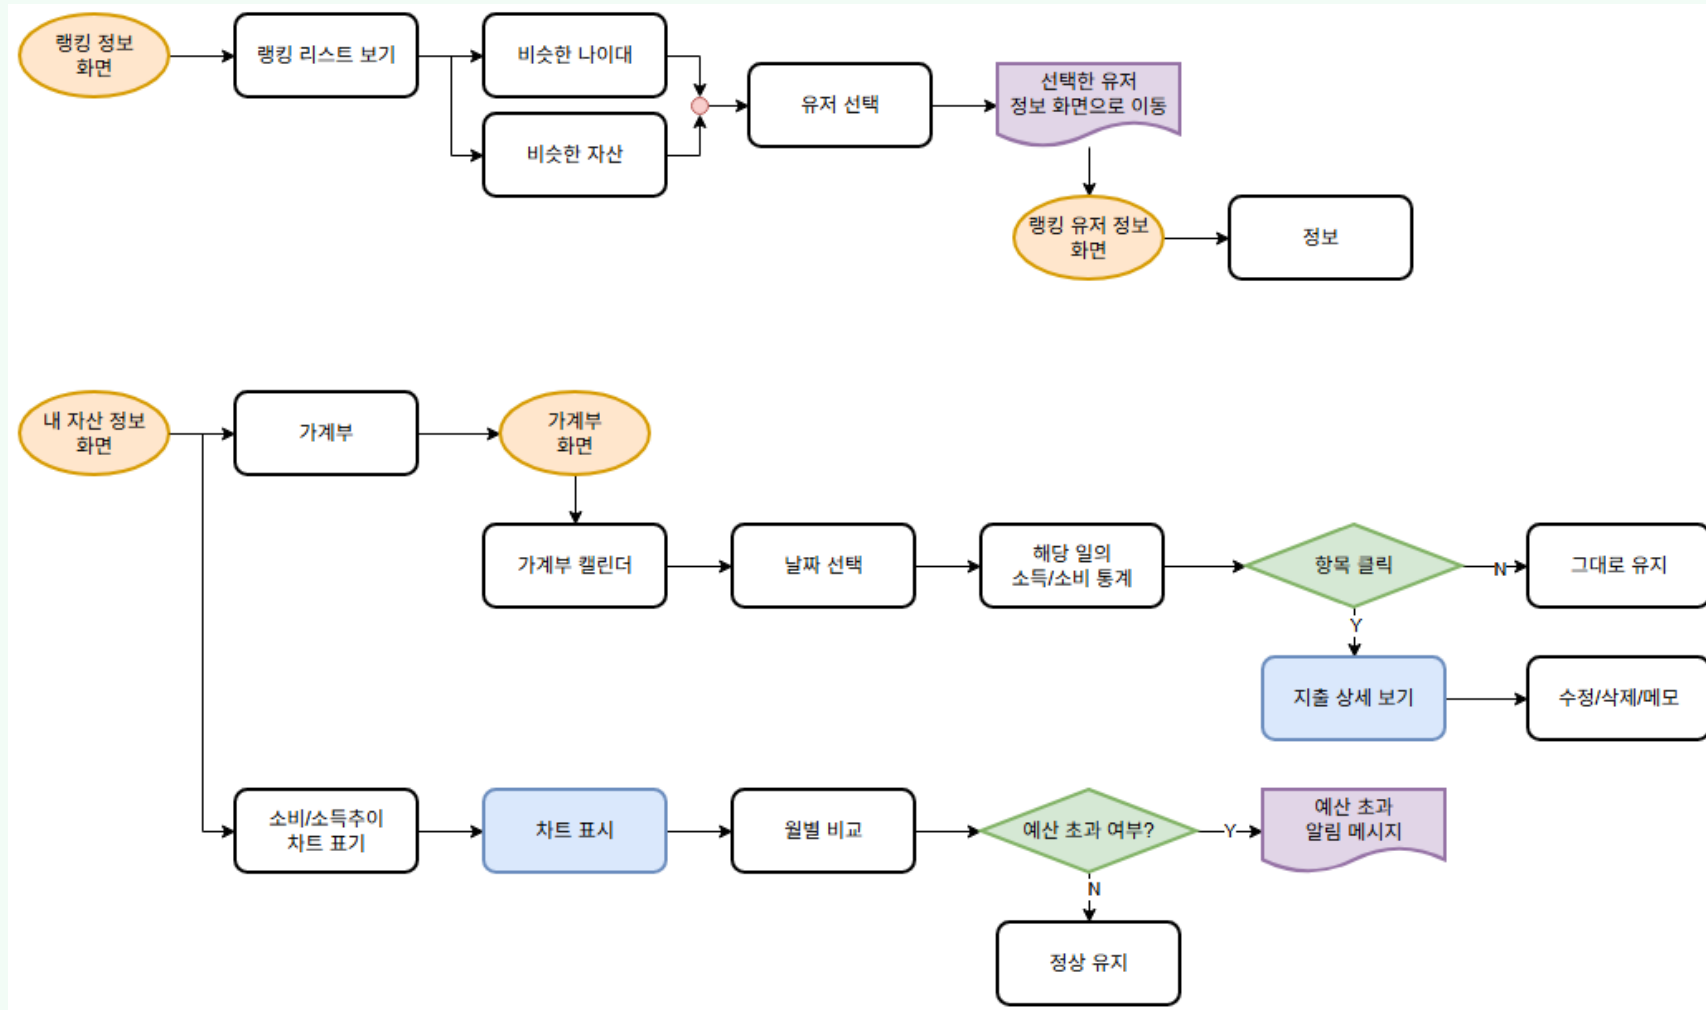 랭킹 정보
화면
랭킹 리스트 보기
비슷한 나이대
비슷한 자산
유저 선택
선택한 유저
정보 화면으로 이동
랭킹 유저 정보
화면
정보
내 자산 정보
화면
가계부
가계부
화면
가계부 캘린더
날짜 선택
해당 일의
소득/소비 통계
항목 클릭
N
그대로 유지
Y
지출 상세 보기
수정/삭제/메모
소비/소득추이
차트 표기
차트 표시
월별 비교
예산 초과 여부?
Y
예산 초과
알림 메시지
N
정상 유지